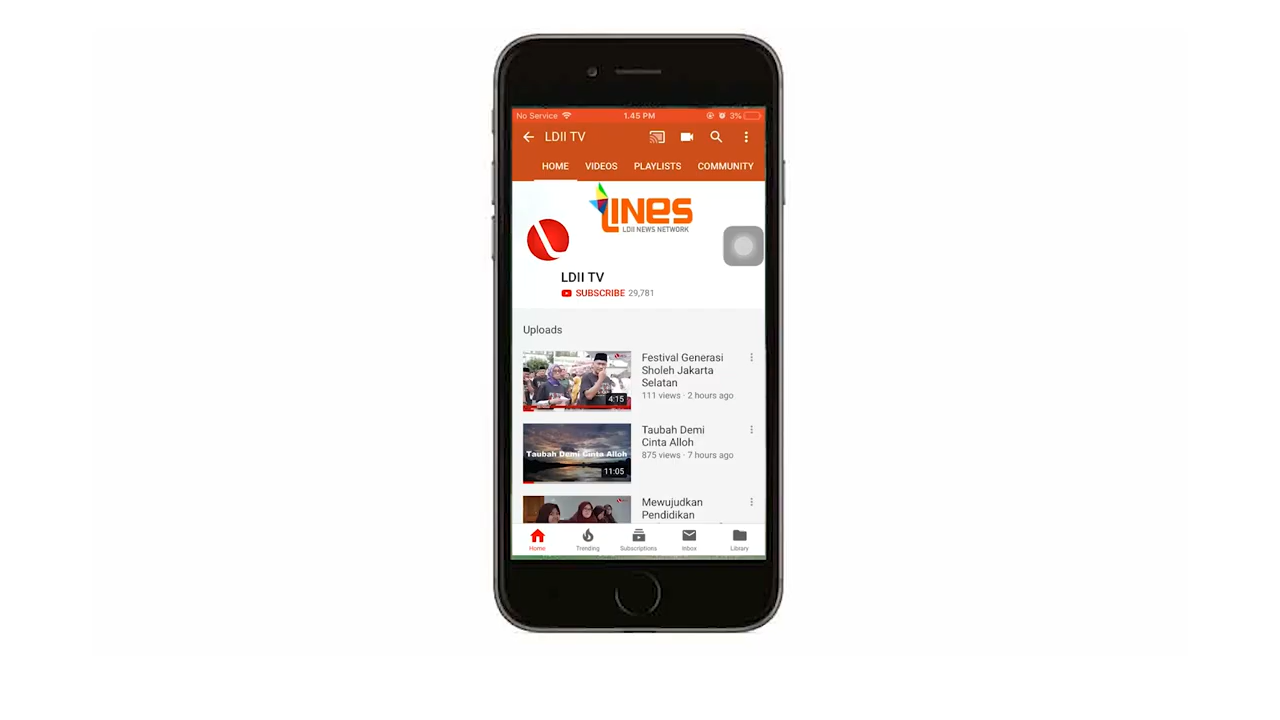 No Service 1.45 PM 3%
LDII TV
HOME VIDEOS PLAYLISTS COMMUNITY
LINES
LDII NEWS NETWORK
LDII TV
SUBSCRIBE 29,781
Uploads
Festival Generasi
Sholeh Jakarta
Selatan
111 views · 2 hours ago
4:15
Taubah Demi
Cinta Alloh
875 views · 7 hours ago
Taubah Demi Cinta Alloh
11:05
Mewujudkan
Pendidikan
Home Trending Subscriptions Inbox Library